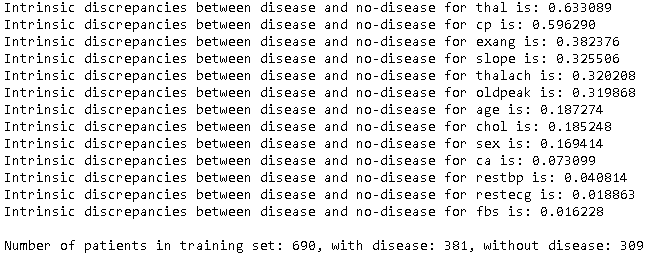 Intrinsic discrepancies between disease and no-disease for thal is: 0.633089
Intrinsic discrepancies between disease and no-disease for cp is: 0.596290
Intrinsic discrepancies between disease and no-disease for exang is: 0.382376
Intrinsic discrepancies between disease and no-disease for slope is: 0.325506
Intrinsic discrepancies between disease and no-disease for thalach is: 0.320208
Intrinsic discrepancies between disease and no-disease for oldpeak is: 0.319868
Intrinsic discrepancies between disease and no-disease for age is: 0.187274
Intrinsic discrepancies between disease and no-disease for chol is: 0.185248
Intrinsic discrepancies between disease and no-disease for sex is: 0.169414
Intrinsic discrepancies between disease and no-disease for ca is: 0.073099
Intrinsic discrepancies between disease and no-disease for restbp is: 0.040814
Intrinsic discrepancies between disease and no-disease for restecg is: 0.018863
Intrinsic discrepancies between disease and no-disease for fbs is: 0.016228
Number of patients in training set: 690, with disease: 381, without disease: 309